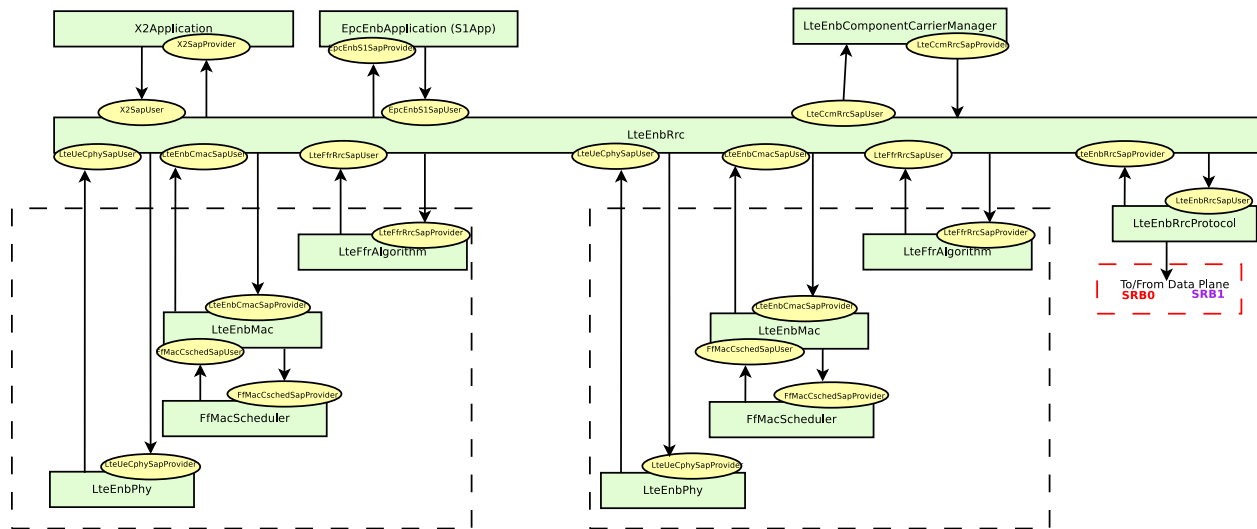 X2Application
EpcEnbApplication (S1App)
LteEnbComponentCarrierManager
X2SapProvider
EpcEnbS1SapProvider
LteCcmRrcSapProvider
X2SapUser
EpcEnbS1SapUser
LteCcmRrcSapUser
LteEnbRrc
LteUeCphySapUser
LteEnbCmacSapUser
LteFfrRrcSapUser
LteUeCphySapUser
LteEnbCmacSapUser
LteFfrRrcSapUser
LteEnbRrcSapProvider
LteEnbRrcSapUser
LteFfrRrcSapProvider
LteFfrRrcSapProvider
LteEnbRrcProtocol
LteFfrAlgorithm
LteFfrAlgorithm
To/From Data Plane
SRB0 SRB1
LteEnbCmacSapProvider
LteEnbCmacSapProvider
LteEnbMac
LteEnbMac
FfMacCschedSapUser
FfMacCschedSapUser
FfMacCschedSapProvider
FfMacCschedSapProvider
FfMacScheduler
FfMacScheduler
LteUeCphySapProvider
LteUeCphySapProvider
LteEnbPhy
LteEnbPhy